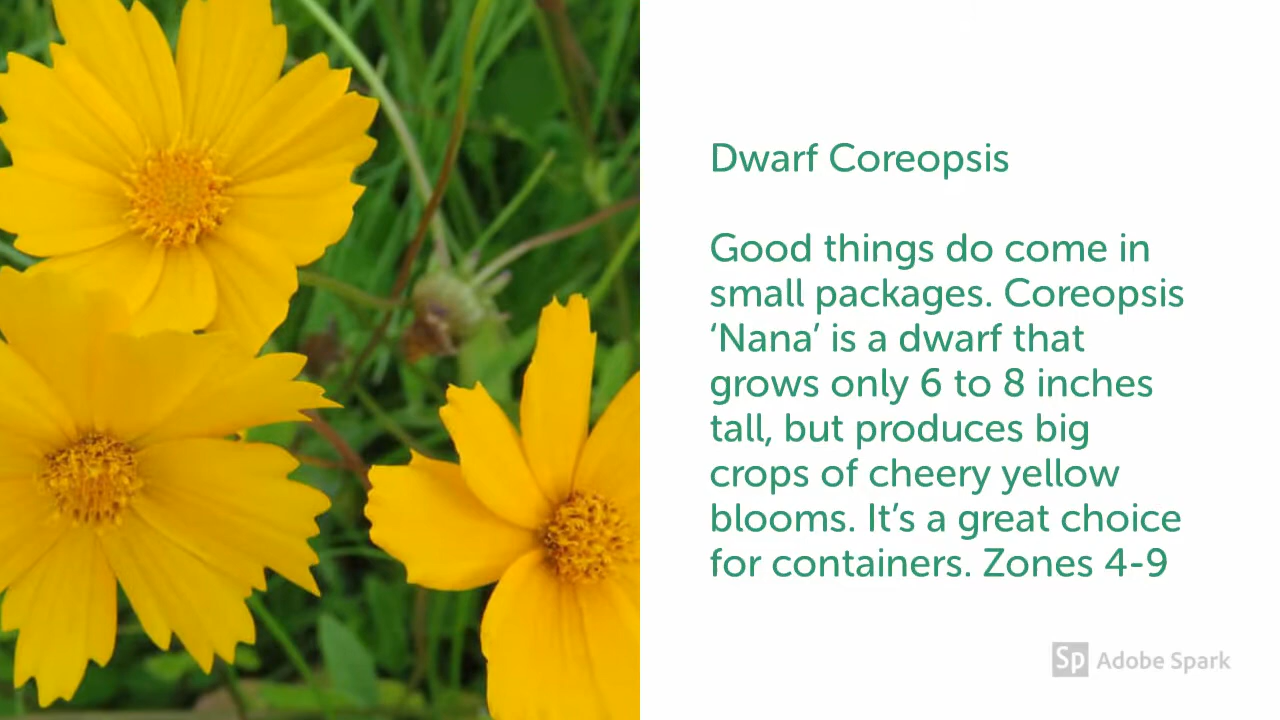 Dwarf Coreopsis
Good things do come in
small packages. Coreopsis
‘Nana’ is a dwarf that
grows only 6 to 8 inches
tall, but produces big
crops of cheery yellow
blooms. It’s a great choice
for containers. Zones 4-9
Sp Adobe Spark